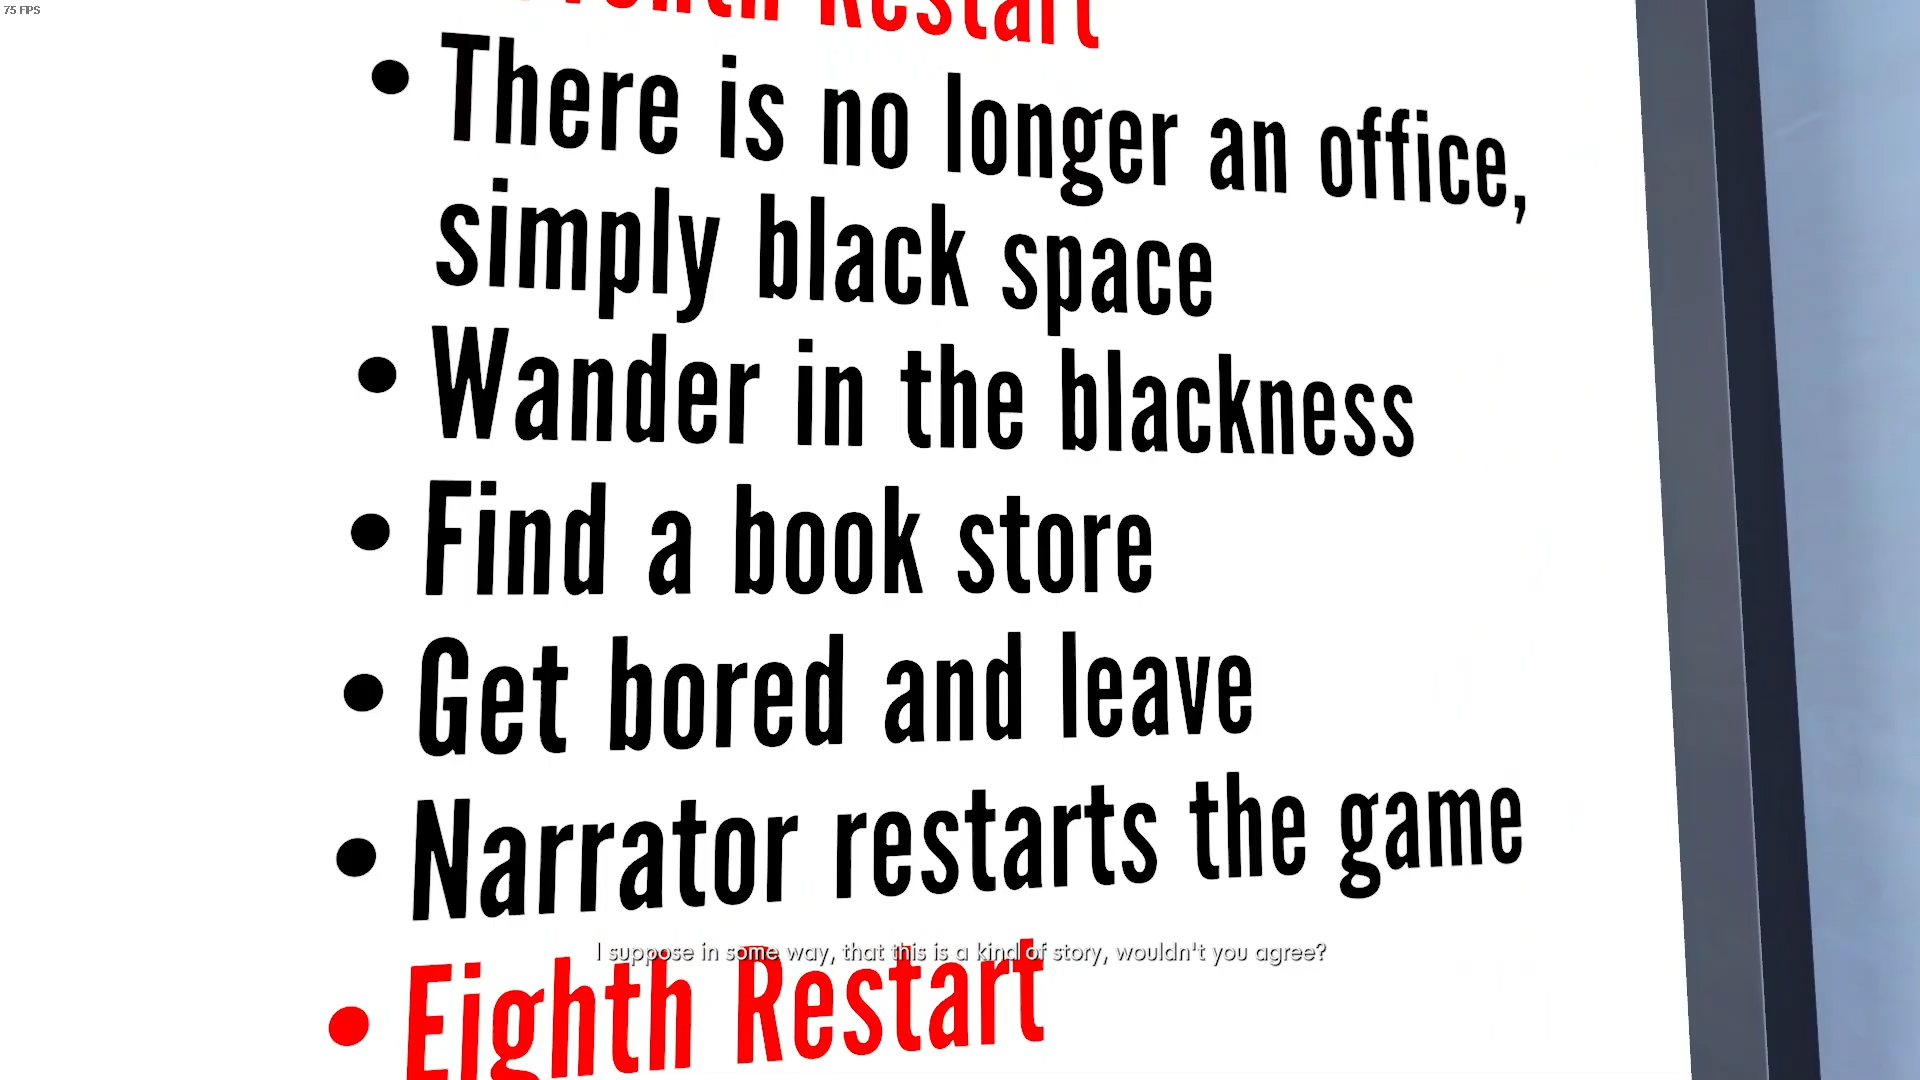 75 FPS
Restart
• There is no longer an office,
simply black space
• Wander in the blackness
• Find a book store
• Get bored and leave
• Narrator restarts the game
I suppose in some way, that this is a kind of story, wouldn't you agree?
• Eighth Restart